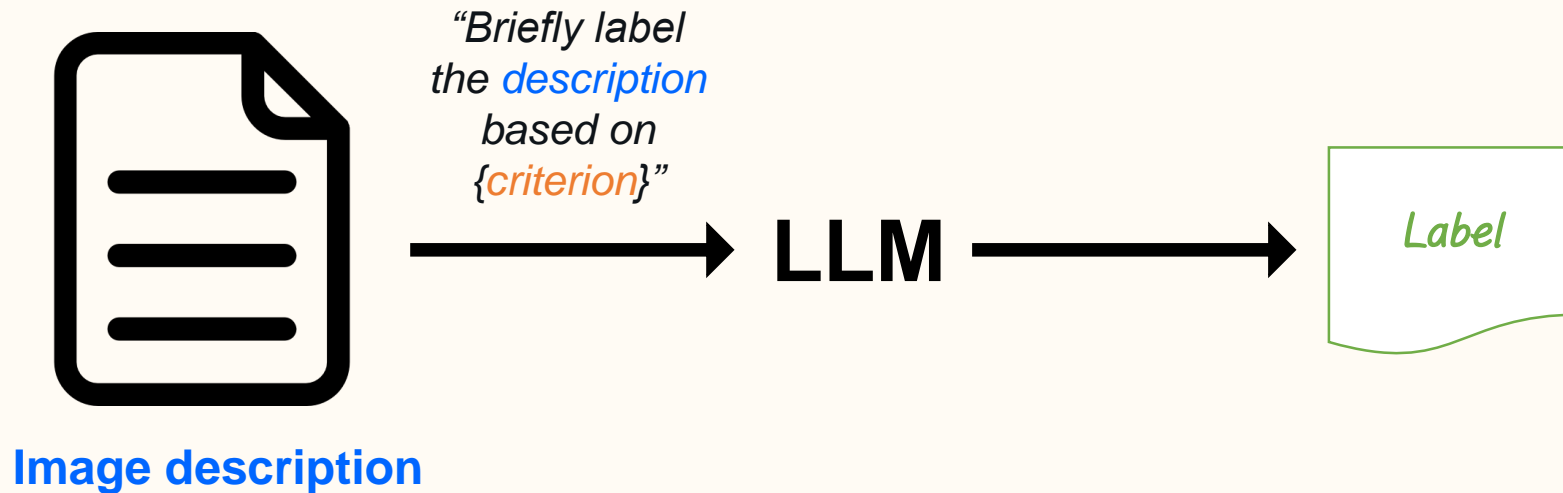 “Briefly label
the description
based on
{criterion}”
LLM
Label
Image description